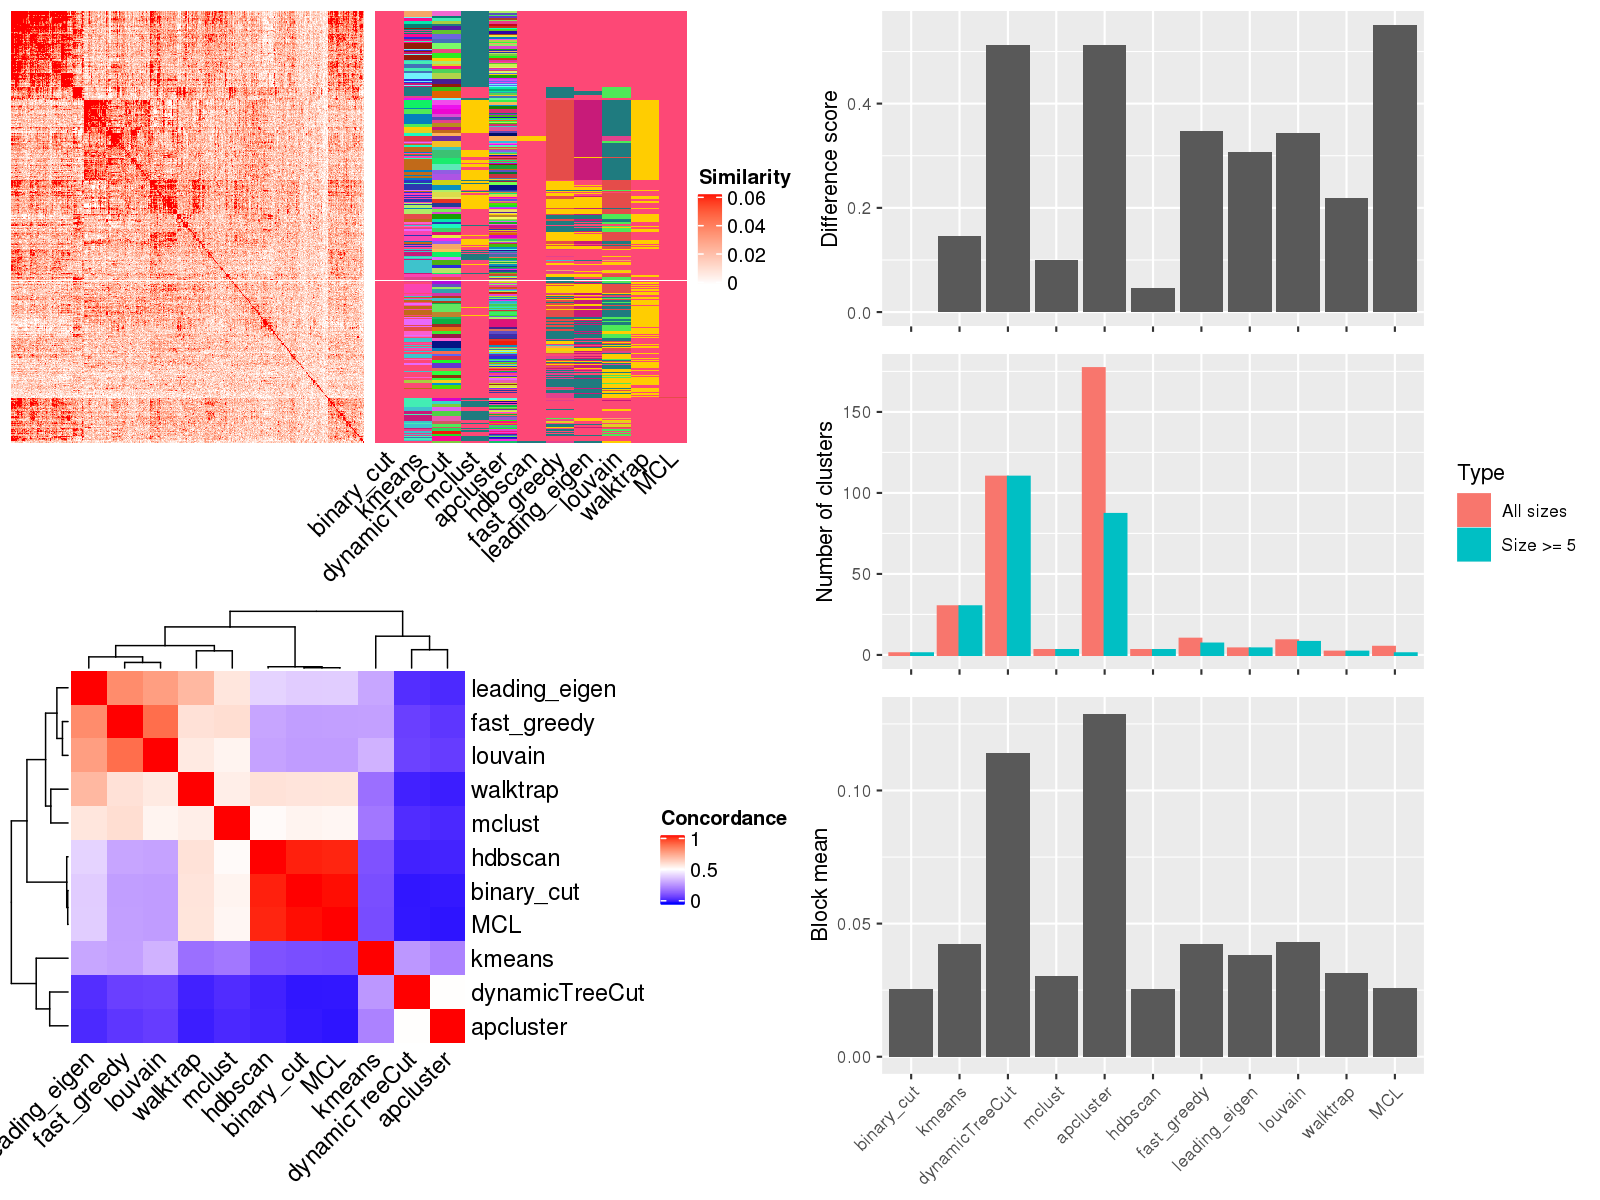 Similarity
0.06
0.04
0.02
0
binary_cut
kmeans
dynamicTreeCut
mclust
apcluster
hdbscan
fast_greedy
leading_eigen
louvain
walktrap
MCL
leading_eigen
fast_greedy
louvain
walktrap
mclust
hdbscan
binary_cut
MCL
kmeans
dynamicTreeCut
apcluster
Concordance
1
0.5
0
eading_eigen
fast_greedy
louvain
walktrap
mclust
hdbscan
binary_cut
MCL
kmeans
dynamicTreeCut
apcluster
Difference score
0.4
0.2
0.0
Number of clusters
150
100
50
0
Type
All sizes
Size >= 5
Block mean
0.10
0.05
0.00
binary_cut
kmeans
dynamicTreeCut
mclust
apcluster
hdbscan
fast_greedy
leading_eigen
louvain
walktrap
MCL